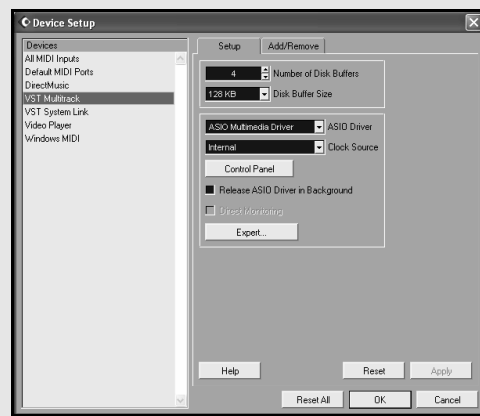 Device Setup
Devices
All MIDI Inputs
Default MIDI Ports
DirectMusic
VST Multitrack
VST System Link
Video Player
Windows MIDI
Setup
Add/Remove
4 Number of Disk Buffers
128 KB Disk Buffer Size
ASIO Multimedia Driver ASIO Driver
Internal Clock Source
Control Panel
Release ASIO Driver in Background
Direct Monitoring
Expert...
Help Reset Apply
Reset All OK Cancel